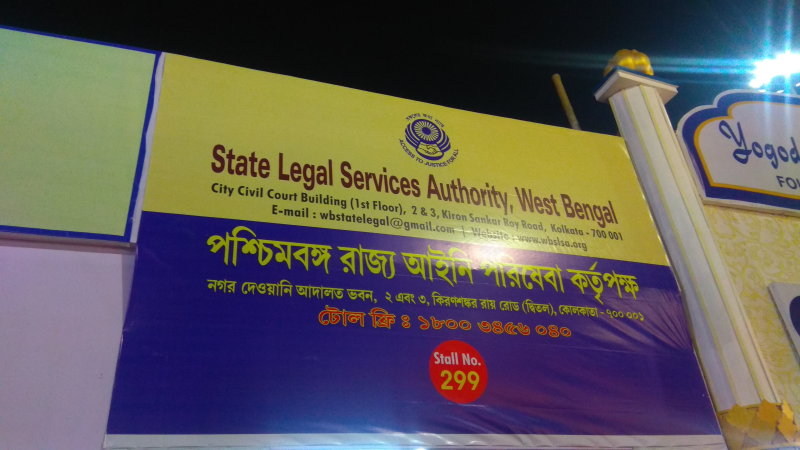 সকলের জন্য ন্যায়
ACCESS TO JUSTICE FOR ALL
State Legal Services Authority, West Bengal
City Civil Court Building (1st Floor), 2 & 3, Kiron Sankar Roy Road, Kolkata - 700 001
E-mail : wbstatelegal@gmail.com | Website : www.wbslsa.org
পশ্চিমবঙ্গ রাজ্য আইনি পরিষেবা কর্তৃপক্ষ
নগর দেওয়ানি আদালত ভবন, ২ এবং ৩, কিরণশঙ্কর রায় রোড (দ্বিতল), কোলকাতা - ৭০০ ০০১
টোল ফ্রি : ১৮০০ ৩৪৫৬ ০৪০
Stall No.
299
Yogod
FOU